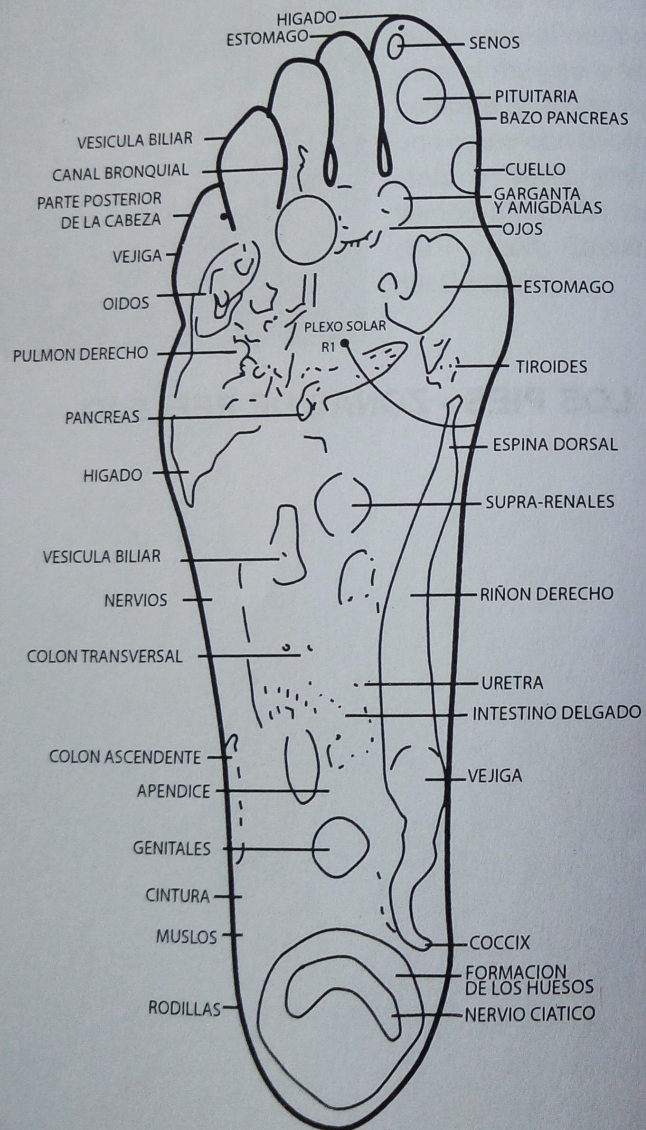 HIGADO
ESTOMAGO
SENOS
PITUITARIA
BAZO PANCREAS
VESICULA BILIAR
CANAL BRONQUIAL
CUELLO
PARTE POSTERIOR
DE LA CABEZA
GARGANTA
Y AMIGDALAS
OJOS
VEJIGA
OIDOS
ESTOMAGO
PLEXO SOLAR
R1
PULMON DERECHO
TIROIDES
PANCREAS
ESPINA DORSAL
HIGADO
SUPRA-RENALES
VESICULA BILIAR
NERVIOS
RIÑON DERECHO
COLON TRANSVERSAL
URETRA
INTESTINO DELGADO
COLON ASCENDENTE
VEJIGA
APENDICE
GENITALES
CINTURA
MUSLOS
COCCIX
FORMACION
DE LOS HUESOS
RODILLAS
NERVIO CIATICO